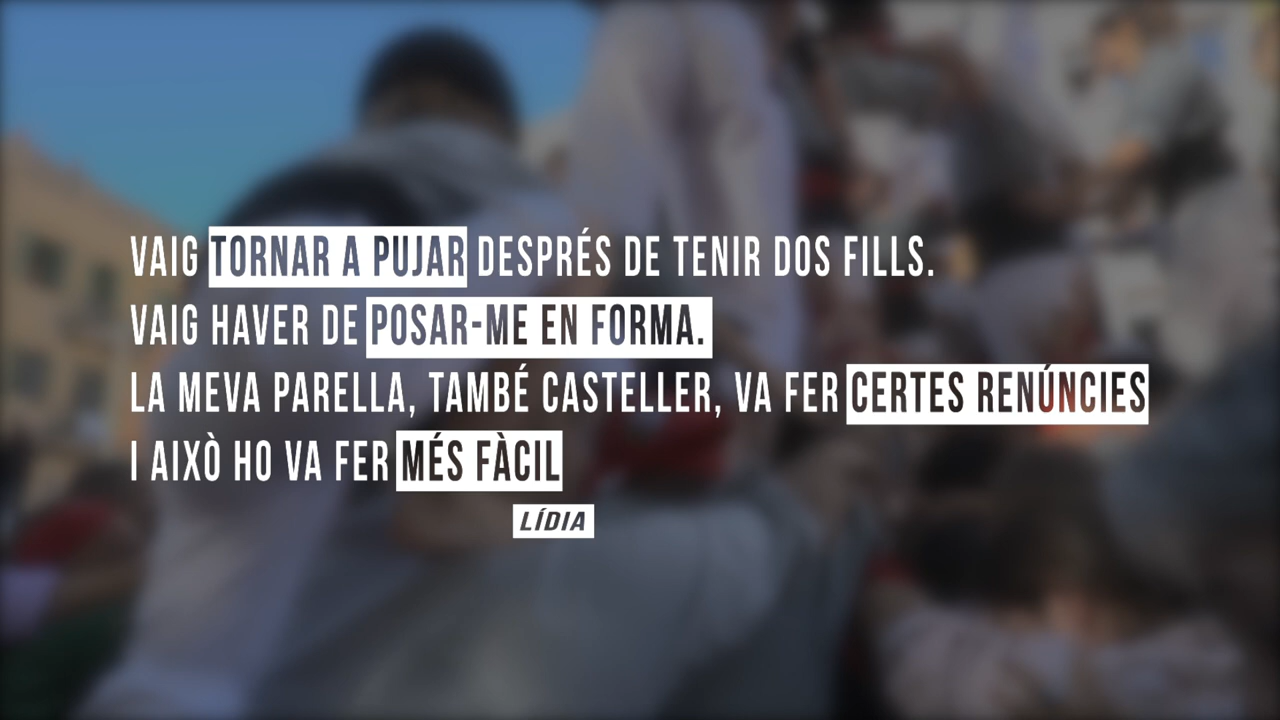 VAIG TORNAR A PUJAR DESPRÉS DE TENIR DOS FILLS.
VAIG HAVER DE POSAR-ME EN FORMA.
LA MEVA PARELLA, TAMBÉ CASTELLER, VA FER CERTES RENÚNCIES
I AIXÒ HO VA FER MÉS FÀCIL
LÍDIA